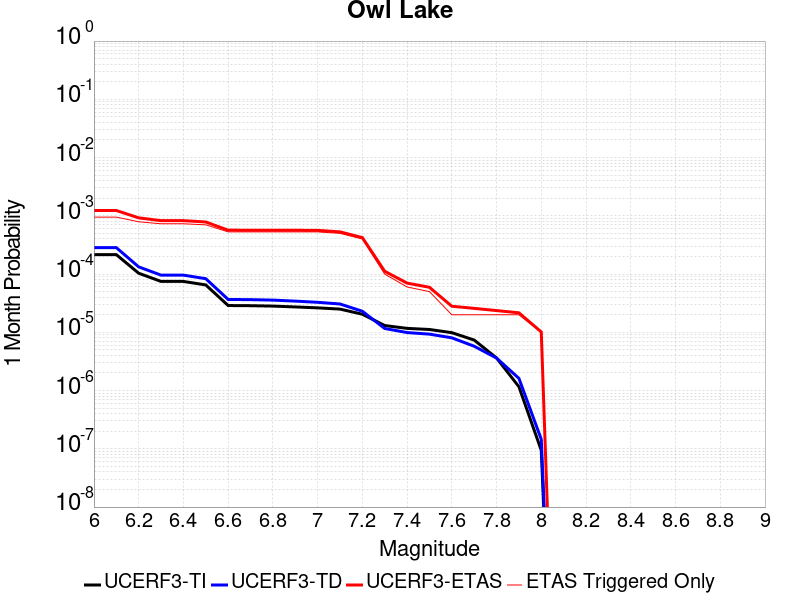 Owl Lake
10^0
10^-1
10^-2
10^-3
10^-4
10^-5
10^-6
10^-7
10^-8
1 Month Probability
6 6.2 6.4 6.6 6.8 7 7.2 7.4 7.6 7.8 8 8.2 8.4 8.6 8.8 9
Magnitude
UCERF3-TI UCERF3-TD UCERF3-ETAS ETAS Triggered Only